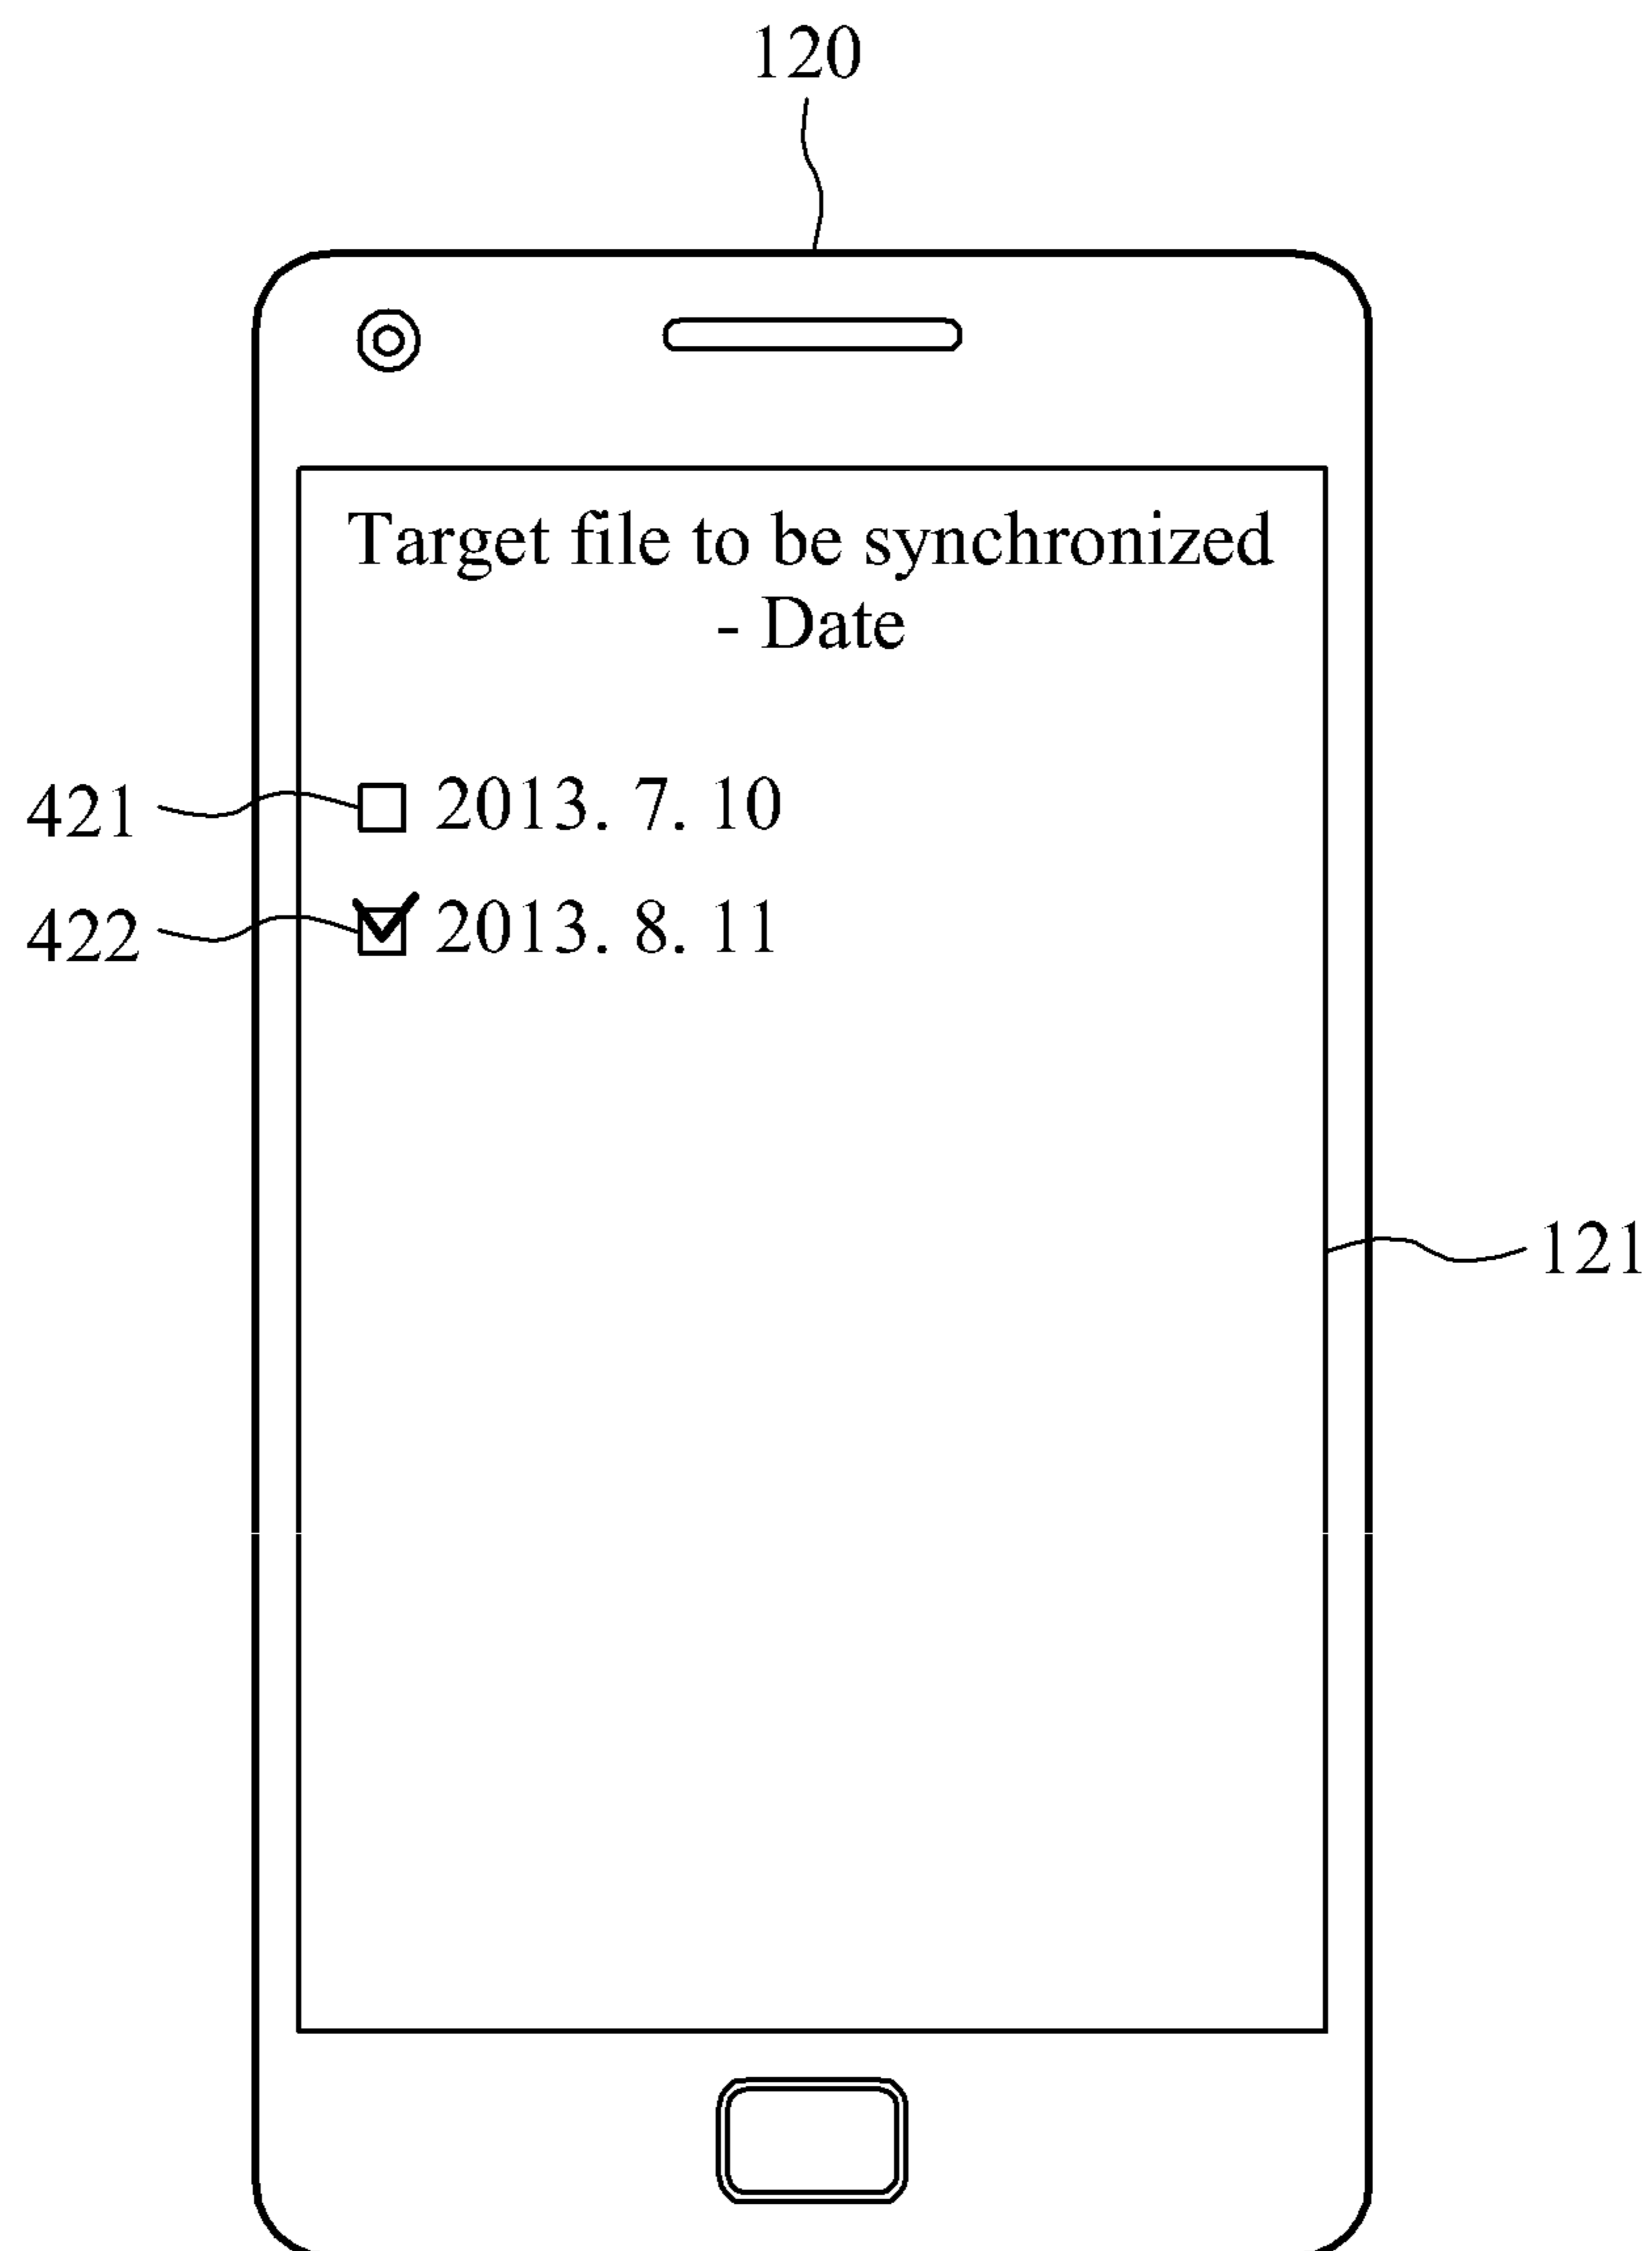 120
Target file to be synchronized
- Date
421 2013. 7. 10
422 2013. 8. 11
121